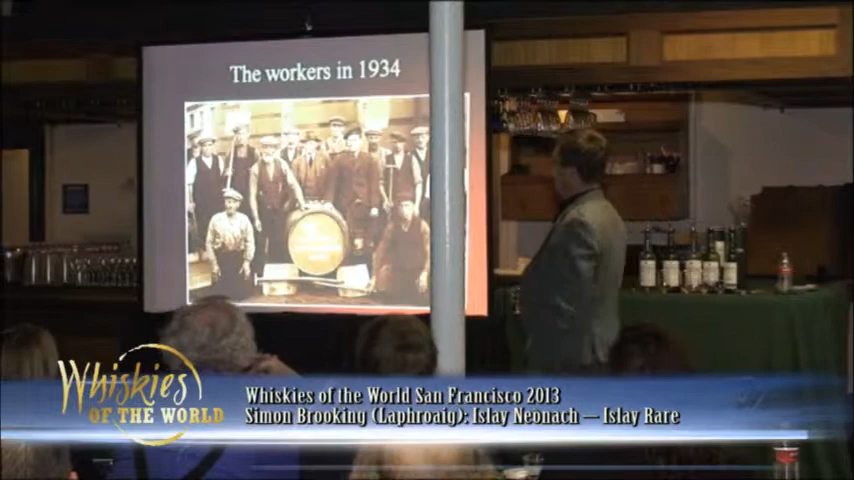 The workers in 1934
Whiskies
OF THE WORLD
Whiskies of the World San Francisco 2013
Simon Brooking (Laphroaig); Islay Neonach — Islay Rare